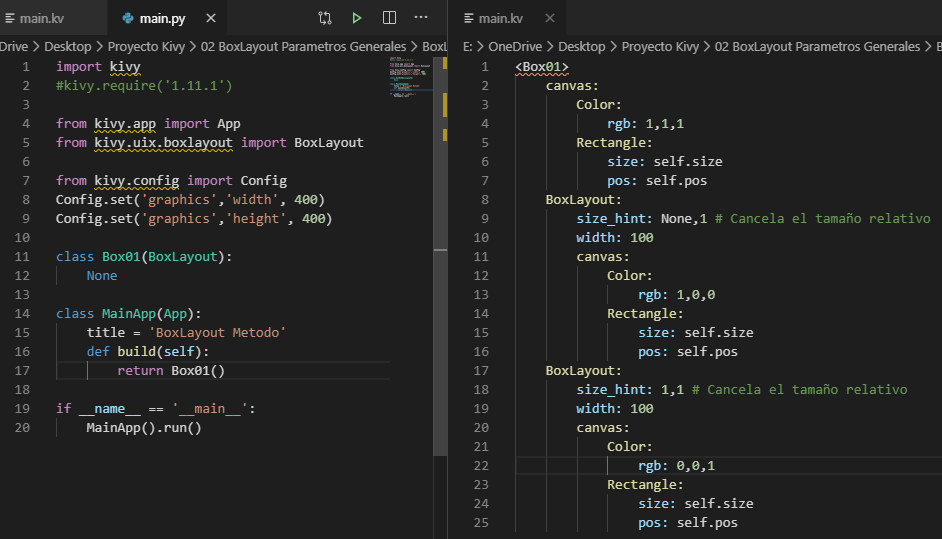 main.kv
main.py
Drive > Desktop > Proyecto Kivy > 02 BoxLayout Parametros Generales > BoxL
1 import kivy
2 #kivy.require('1.11.1')
3
4 from kivy.app import App
5 from kivy.uix.boxlayout import BoxLayout
6
7 from kivy.config import Config
8 Config.set('graphics','width', 400)
9 Config.set('graphics','height', 400)
10
11 class Box01(BoxLayout):
12     None
13
14 class MainApp(App):
15     title = 'BoxLayout Metodo'
16     def build(self):
17         return Box01()
18
19 if __name__ == '__main__':
20     MainApp().run()
main.kv
E: > OneDrive > Desktop > Proyecto Kivy > 02 BoxLayout Parametros Generales > B
1 <Box01>
2     canvas:
3         Color:
4             rgb: 1,1,1
5         Rectangle:
6             size: self.size
7             pos: self.pos
8     BoxLayout:
9         size_hint: None,1 # Cancela el tamaño relativo
10         width: 100
11         canvas:
12             Color:
13                 rgb: 1,0,0
14             Rectangle:
15                 size: self.size
16                 pos: self.pos
17     BoxLayout:
18         size_hint: 1,1 # Cancela el tamaño relativo
19         width: 100
20         canvas:
21             Color:
22                 rgb: 0,0,1
23             Rectangle:
24                 size: self.size
25                 pos: self.pos